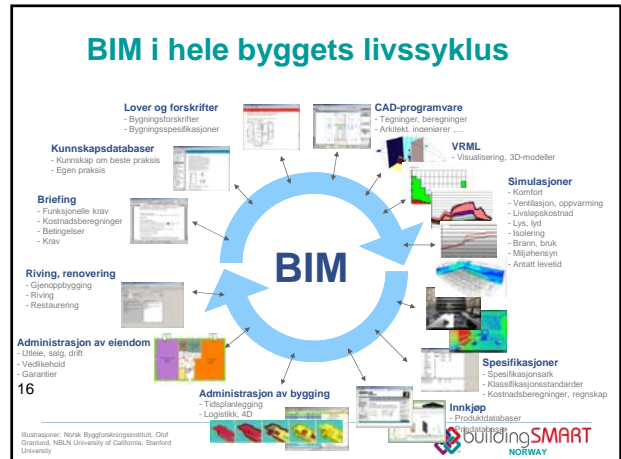 BIM i hele byggets livssyklus
Lover og forskrifter
- Bygningsforskrifter
- Bygningsspesifikasjoner
CAD-programvare
- Tegninger, beregninger
- Arkitekt. ingeniører ,…
Kunnskapsdatabaser
- Kunnskap om beste praksis
- Egen praksis
VRML
- Visualisering, 3D-modeller
Briefing
- Funksjonelle krav
- Kostnadsberegninger
- Betingelser
- Krav
Simulasjoner
- Komfort
- Ventilasjon, oppvarming
- Livsløpskostnad
- Lys, lyd
- Isolering
- Brann, bruk
- Miljøhensyn
- Antatt levetid
BIM
Riving, renovering
- Gjenoppbygging
- Riving
- Restaurering
Administrasjon av eiendom
- Utleie, salg, drift
- Vedlikehold
- Garantier
16
Administrasjon av bygging
- Tidsplanlegging
- Logistikk, 4D
Spesifikasjoner
- Spesifikasjonsark
- Klassifikasjonsstandarder
- Kostnadsberegninger, regnskap
Innkjøp
- Produktdatabaser
- Prisdatabaser
Illustrasjoner: Norsk Byggforskningsinstitutt, Olof
Granlund, NBLN University of California, Stanford
University
buildingSMART
NORWAY